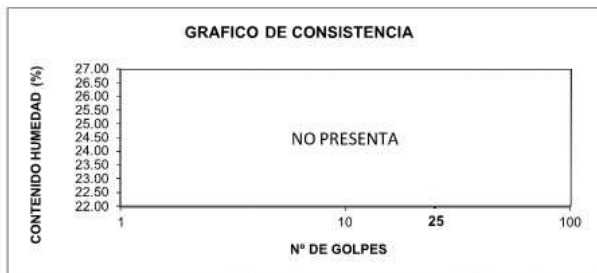 GRAFICO DE CONSISTENCIA
CONTENIDO HUMEDAD (%)
27.00
26.50
26.00
25.50
25.00
24.50
24.00
23.50
23.00
22.50
22.00
NO PRESENTA
1 10 25 100
Nº DE GOLPES